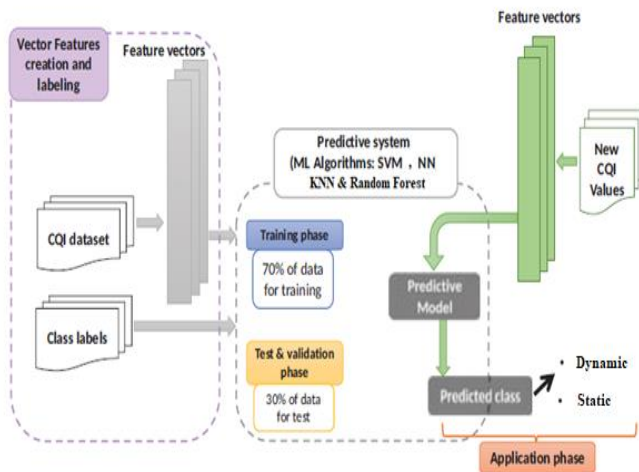 Vector Features
creation and
labeling
Feature vectors
CQI dataset
Class labels
Predictive system
(ML Algorithms: SVM , NN
KNN & Random Forest
Training phase
70% of data
for training
Test & validation
phase
30% of data
for test
Feature vectors
New
CQI
Values
Predictive
Model
Predicted class
• Dynamic
• Static
Application phase